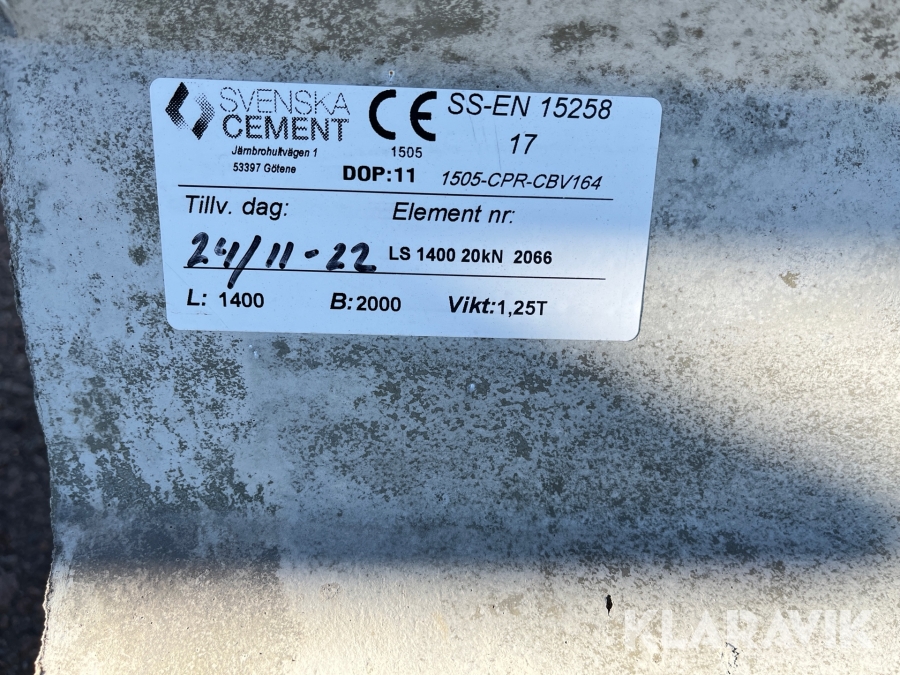 SVENSKA
CEMENT
Järnbrohultvägen 1
53397 Götene
CE
1505
DOP:11
SS-EN 15258
17
1505-CPR-CBV164
Tillv. dag: Element nr:
24/11-22 LS 1400 20kN 2066
L: 1400 B: 2000 Vikt: 1,25T
KLARAVIK